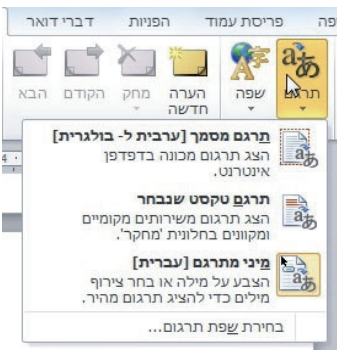 פה פריסת עמוד הפניות דברי דואר
תרגם שפה הערה חדשה מחק הקודם הבא
תרגם מסמך [ערבית ל- בולגרית]
הצג תרגום מכונה בדפדפן
אינטרנט.
תרגם טקסט שנבחר
הצג תרגום משירותים מקומיים
ומקוונים בחלונית 'מחקר'.
מיני מתרגם [עברית]
הצבע על מילה או בחר צירוף
מילים כדי להציג תרגום מהיר.
בחירת שפת תרגום...